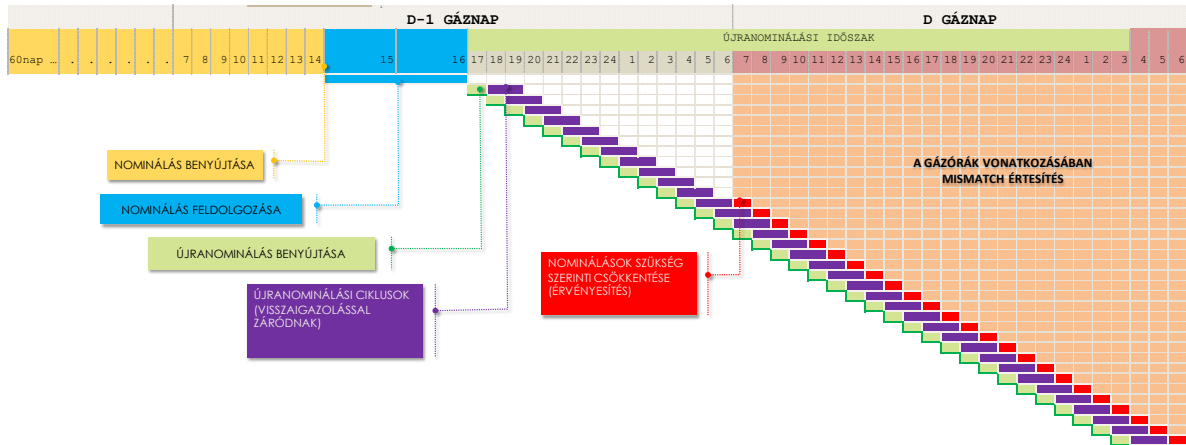 D-1 GÁZNAP D GÁZNAP
ÚJRANOMINÁLÁSI IDŐSZAK
60nap … . . . . . . 7 8 9 10 11 12 13 14 15 16 17 18 19 20 21 22 23 24 1 2 3 4 5 6 7 8 9 10 11 12 13 14 15 16 17 18 19 20 21 22 23 24 1 2 3 4 5 6
NOMINÁLÁS BENYÚJTÁSA
A GÁZÓRÁK VONATKOZÁSÁBAN
MISMATCH ÉRTESÍTÉS
NOMINÁLÁS FELDOLGOZÁSA
ÚJRANOMINÁLÁS BENYÚJTÁSA
NOMINÁLÁSOK SZÜKSÉG
SZERINTI CSÖKKENTÉSE
(ÉRVÉNYESÍTÉS)
ÚJRANOMINÁLÁSI CIKLUSOK
(VISSZAIGAZOLÁSSAL
ZÁRÓDNAK)